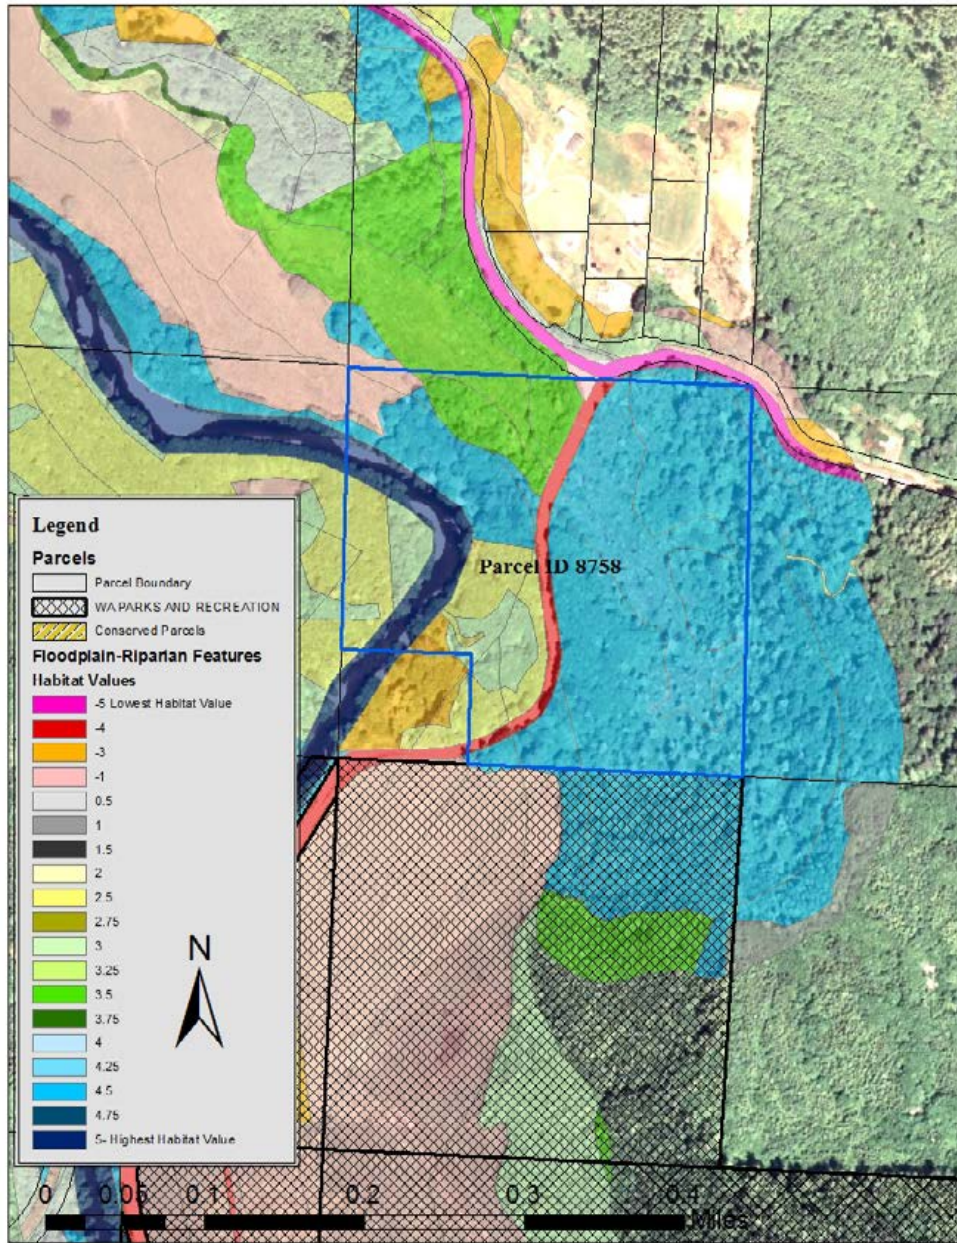 Parcel ID 8758
Legend
Parcels
Parcel Boundary
WA PARKS AND RECREATION
Conserved Parcels
Floodplain-Riparian Features
Habitat Values
-5 Lowest Habitat Value
-4
-3
-1
0.5
1
1.5
2
2.5
2.75
3
3.25
3.5
3.75
4
4.25
4.5
4.75
5- Highest Habitat Value
N
0 0.05 0.1 0.2 0.3 0.4
Miles